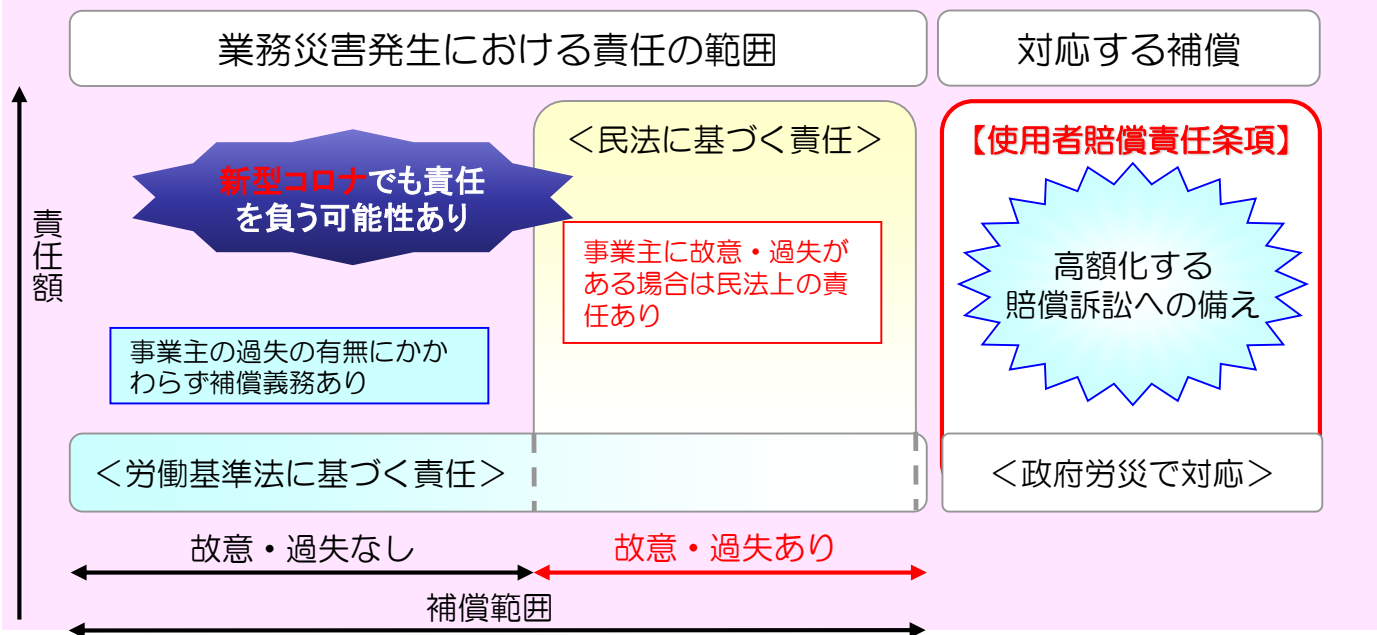 業務災害発生における責任の範囲
対応する補償
責任額
新型コロナでも責任
を負う可能性あり
<民法に基づく責任>
事業主に故意・過失が
ある場合は民法上の責
任あり
事業主の過失の有無にかか
わらず補償義務あり
【使用者賠償責任条項】
高額化する
賠償訴訟への備え
<労働基準法に基づく責任>
<政府労災で対応>
故意・過失なし
故意・過失あり
補償範囲